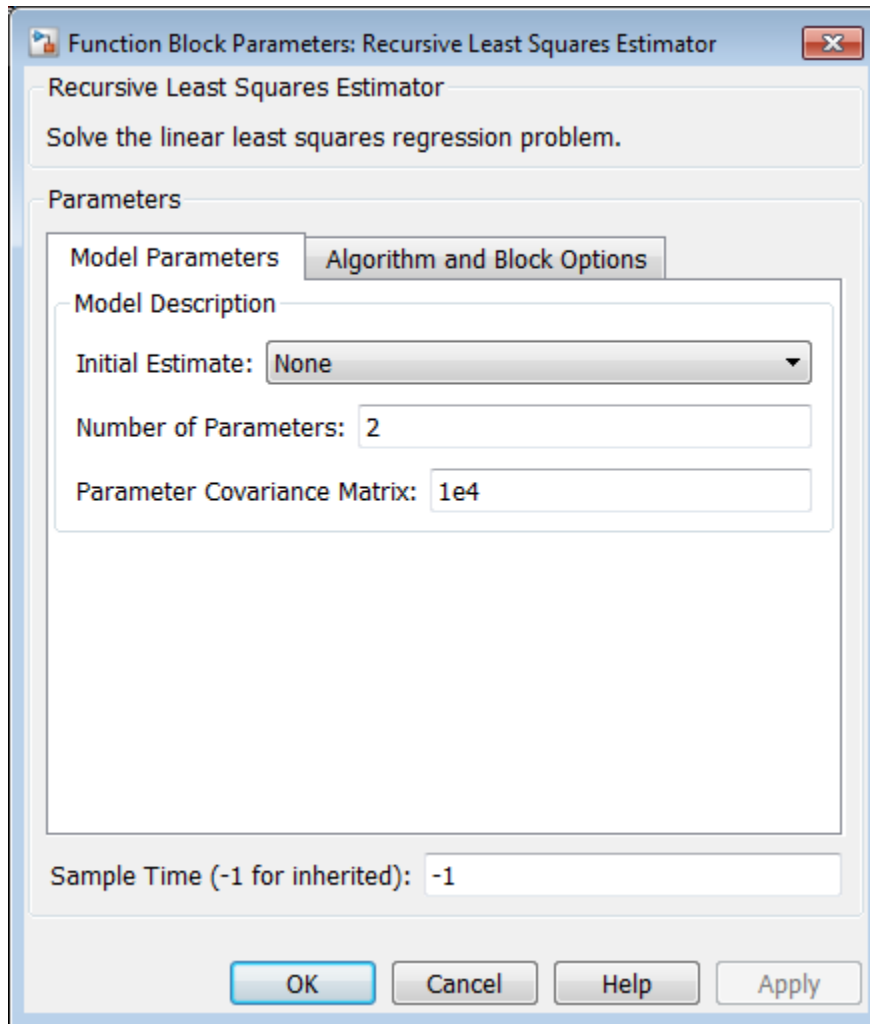 Function Block Parameters: Recursive Least Squares Estimator
Recursive Least Squares Estimator
Solve the linear least squares regression problem.
Parameters
Model Parameters Algorithm and Block Options
Model Description
Initial Estimate: None
Number of Parameters: 2
Parameter Covariance Matrix: 1e4
Sample Time (-1 for inherited): -1
OK Cancel Help Apply